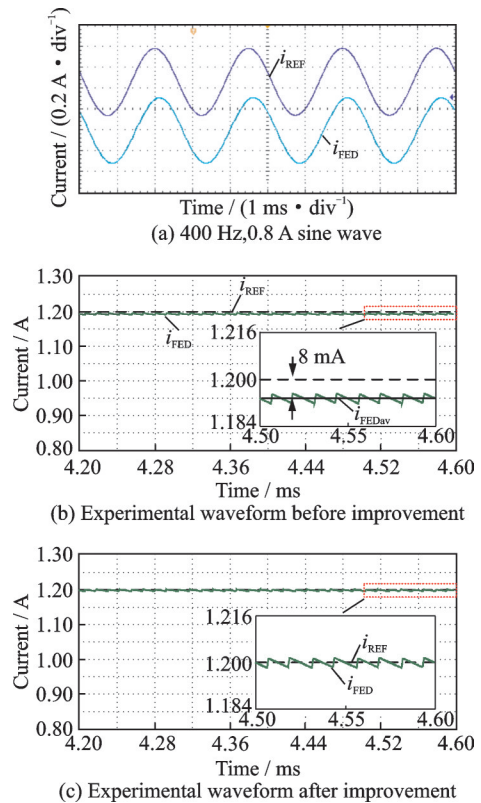 Current / (0.2 A • div⁻¹)
i_REF
i_FED
Time / (1 ms • div⁻¹)
(a) 400 Hz,0.8 A sine wave
Current / A
1.30
1.20
1.10
1.00
0.90
0.80
i_REF
i_FED
1.216
1.200
1.184
8 mA
i_FEDav
4.50 4.55 4.60
4.20 4.28 4.36 4.44 4.52 4.60
Time / ms
(b) Experimental waveform before improvement
Current / A
1.30
1.20
1.10
1.00
0.90
0.80
1.216
1.200
1.184
i_REF
i_FED
4.50 4.55 4.60
4.20 4.28 4.36 4.44 4.52 4.60
Time / ms
(c) Experimental waveform after improvement